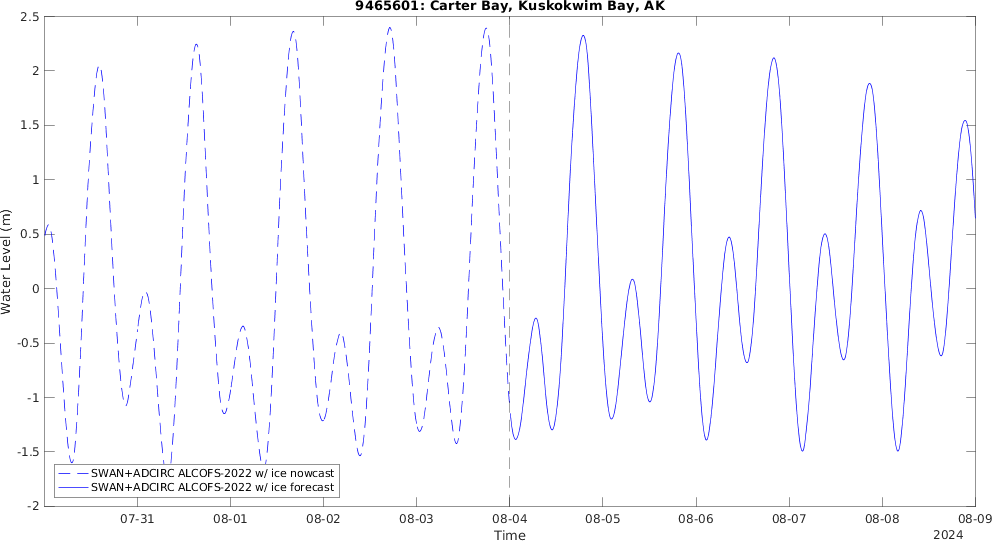 9465601: Carter Bay, Kuskokwim Bay, AK
2.5
2
1.5
1
0.5
0
-0.5
-1
-1.5
-2
Water Level (m)
SWAN+ADCIRC ALCOFS-2022 w/ ice nowcast
SWAN+ADCIRC ALCOFS-2022 w/ ice forecast
07-31 08-01 08-02 08-03 08-04 08-05 08-06 08-07 08-08 08-09
Time
2024